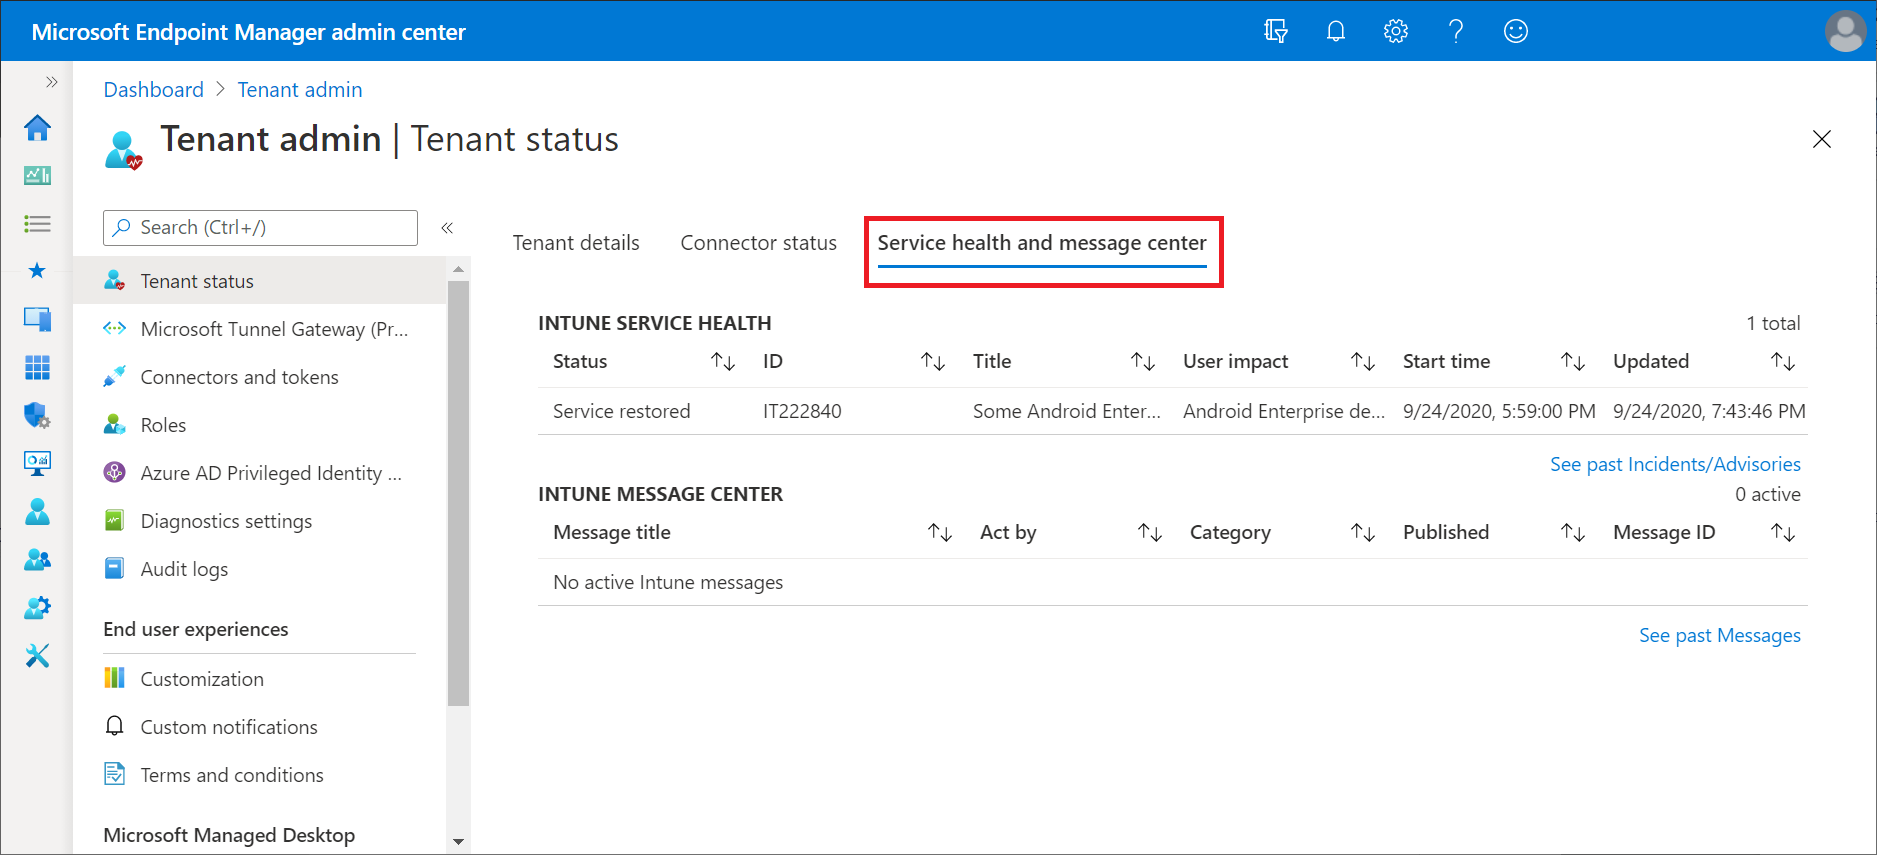 Microsoft Endpoint Manager admin center
Dashboard > Tenant admin
Tenant admin | Tenant status
Search (Ctrl+/)
Tenant status
Microsoft Tunnel Gateway (Pr...
Connectors and tokens
Roles
Azure AD Privileged Identity ...
Diagnostics settings
Audit logs
End user experiences
Customization
Custom notifications
Terms and conditions
Microsoft Managed Desktop
Tenant details Connector status Service health and message center
INTUNE SERVICE HEALTH 1 total
Status ID Title User impact Start time Updated
Service restored IT222840 Some Android Enter... Android Enterprise de... 9/24/2020, 5:59:00 PM 9/24/2020, 7:43:46 PM
See past Incidents/Advisories
INTUNE MESSAGE CENTER 0 active
Message title Act by Category Published Message ID
No active Intune messages
See past Messages